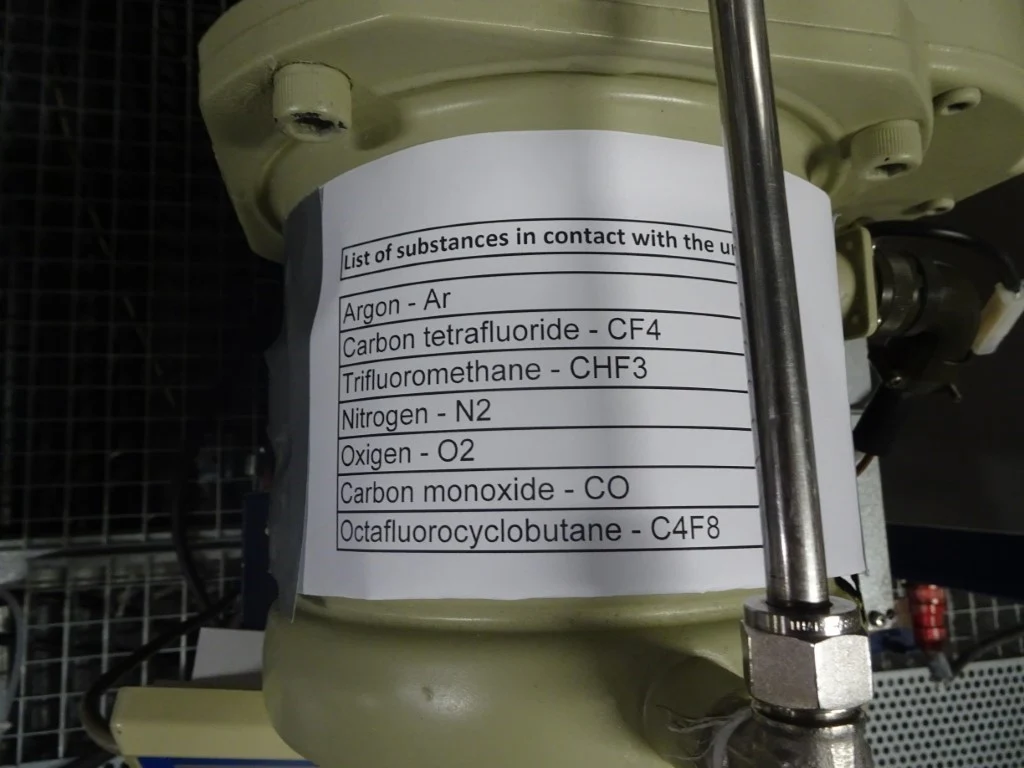 List of substances in contact with the
Argon - Ar
Carbon tetrafluoride - CF4
Trifluoromethane - CHF3
Nitrogen - N2
Oxigen - O2
Carbon monoxide - CO
Octafluorocyclobutane - C4F8